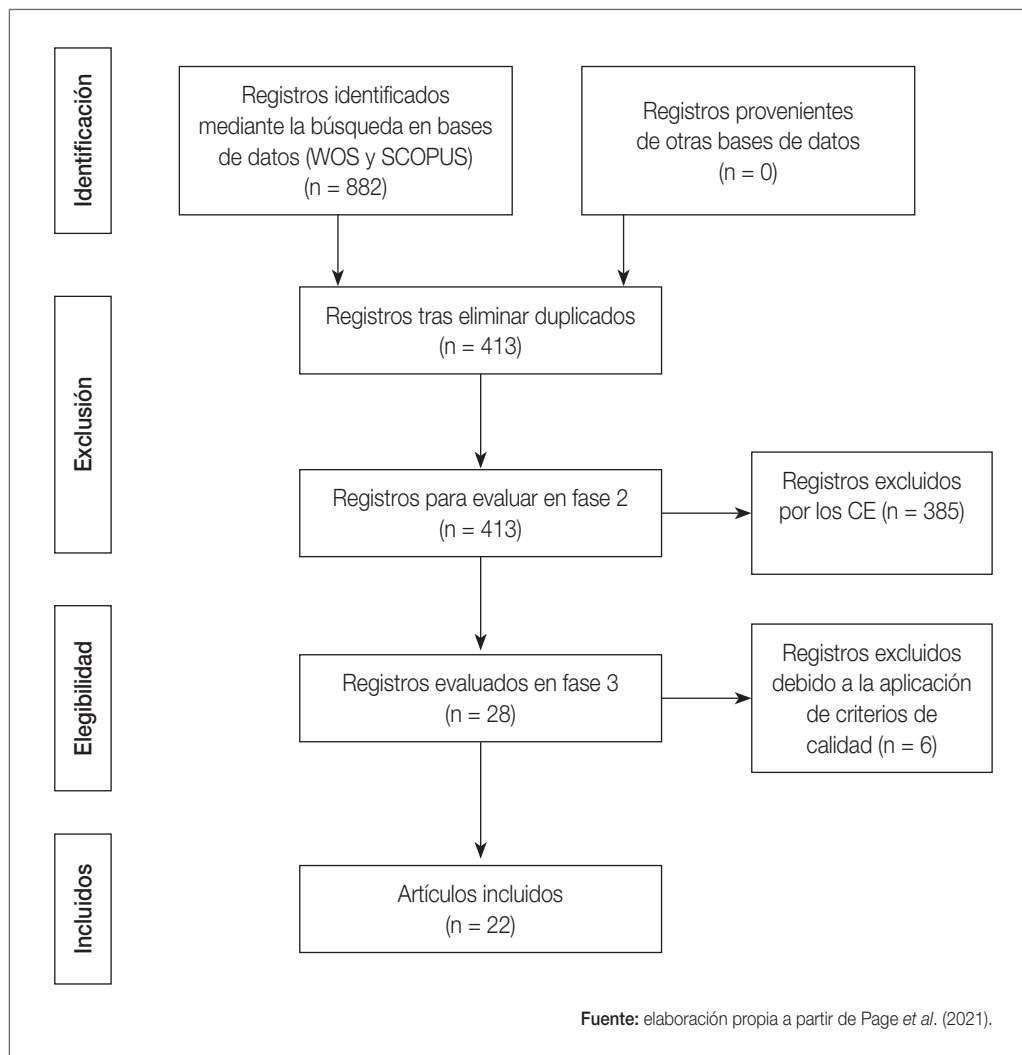 Identificación
Registros identificados
mediante la búsqueda en bases
de datos (WOS y SCOPUS)
(n = 882)
Registros provenientes
de otras bases de datos
(n = 0)
Exclusión
Registros tras eliminar duplicados
(n = 413)
Registros para evaluar en fase 2
(n = 413)
Registros excluidos
por los CE (n = 385)
Elegibilidad
Registros evaluados en fase 3
(n = 28)
Registros excluidos
debido a la aplicación
de criterios de
calidad (n = 6)
Incluidos
Artículos incluidos
(n = 22)
Fuente: elaboración propia a partir de Page et al. (2021).